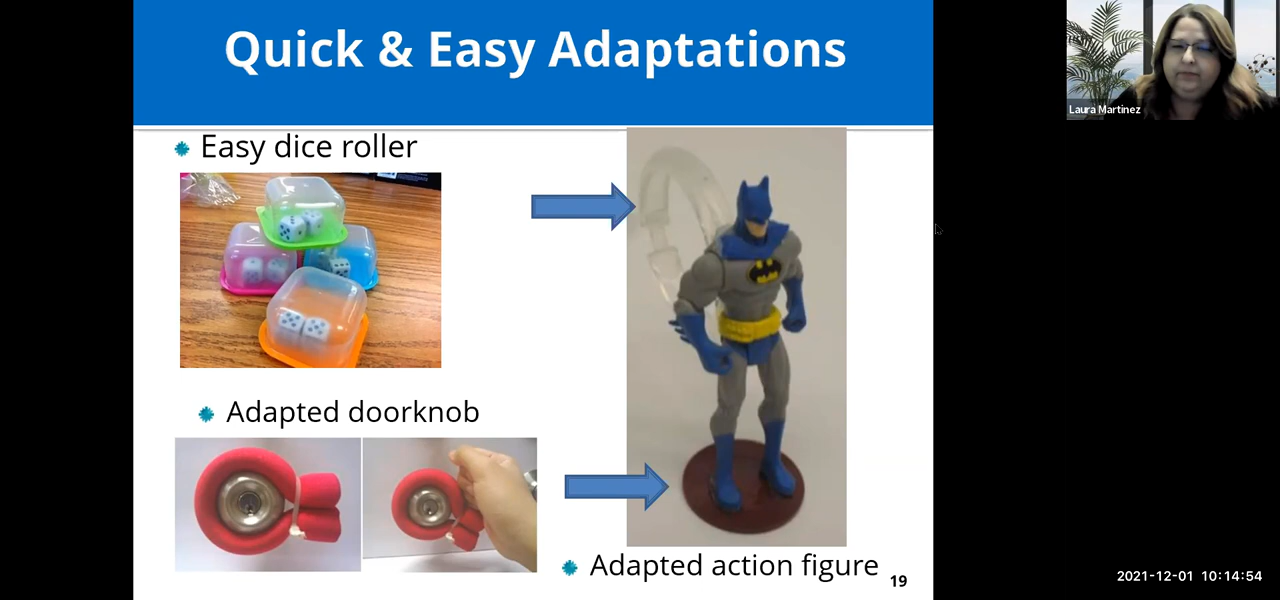 Quick & Easy Adaptations
Laura Martinez
Easy dice roller
Adapted doorknob
Adapted action figure
19
2021-12-01 10:14:54